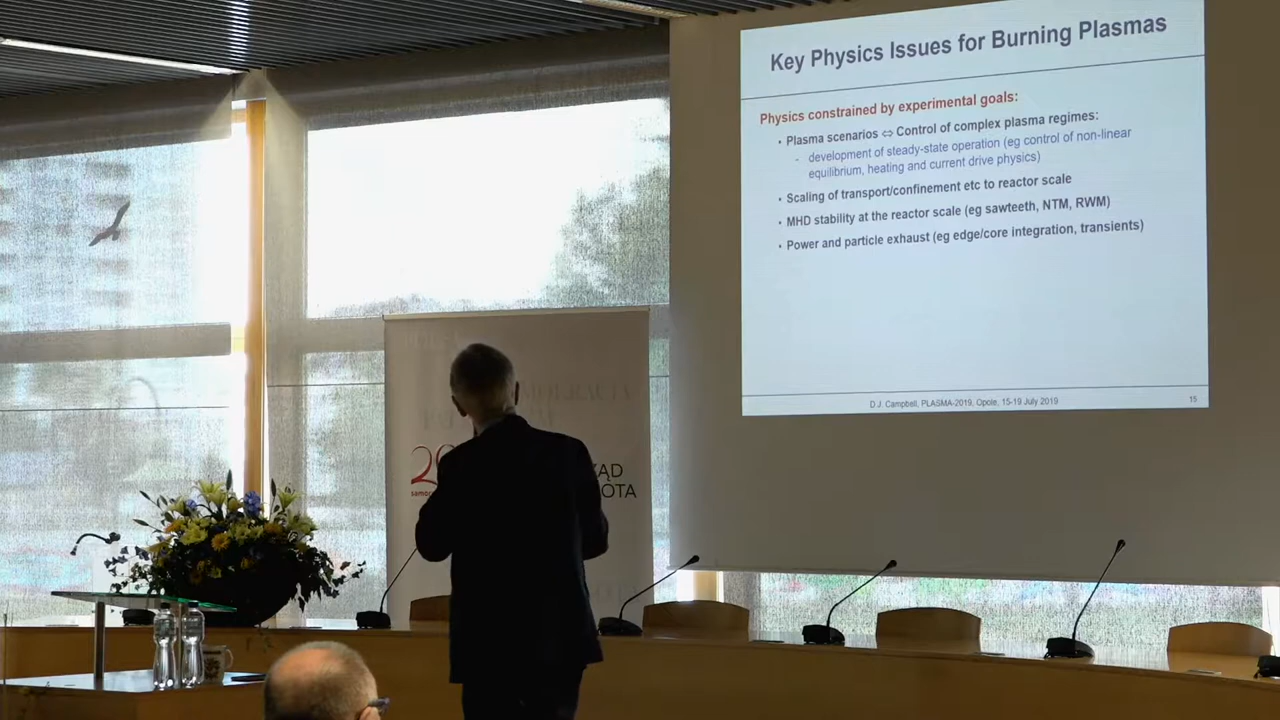 Key Physics Issues for Burning Plasmas
Physics constrained by experimental goals:
• Plasma scenarios ⇔ Control of complex plasma regimes:
- development of steady-state operation (eg control of non-linear
equilibrium, heating and current drive physics)
• Scaling of transport/confinement etc to reactor scale
• MHD stability at the reactor scale (eg sawteeth, NTM, RWM)
• Power and particle exhaust (eg edge/core integration, transients)
D.J. Campbell, PLASMA-2019, Opole, 15-19 July 2019
15